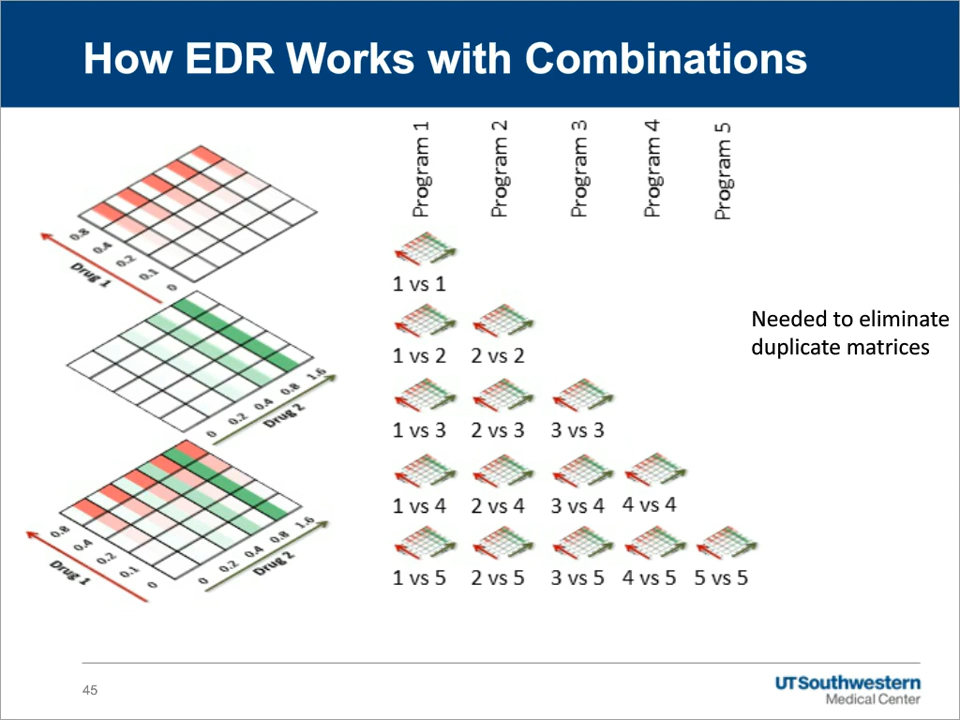 How EDR Works with Combinations
Program 1
Program 2
Program 3
Program 4
Program 5
0.8
0.4
0.2
0.1
0
Drug 1
0
0.2
0.4
0.8
1.6
Drug 2
0.8
0.4
0.2
0.1
0
Drug 1
0
0.2
0.4
0.8
1.6
Drug 2
1 vs 1
1 vs 2 2 vs 2
1 vs 3 2 vs 3 3 vs 3
1 vs 4 2 vs 4 3 vs 4 4 vs 4
1 vs 5 2 vs 5 3 vs 5 4 vs 5 5 vs 5
Needed to eliminate
duplicate matrices
45
UTSouthwestern
Medical Center